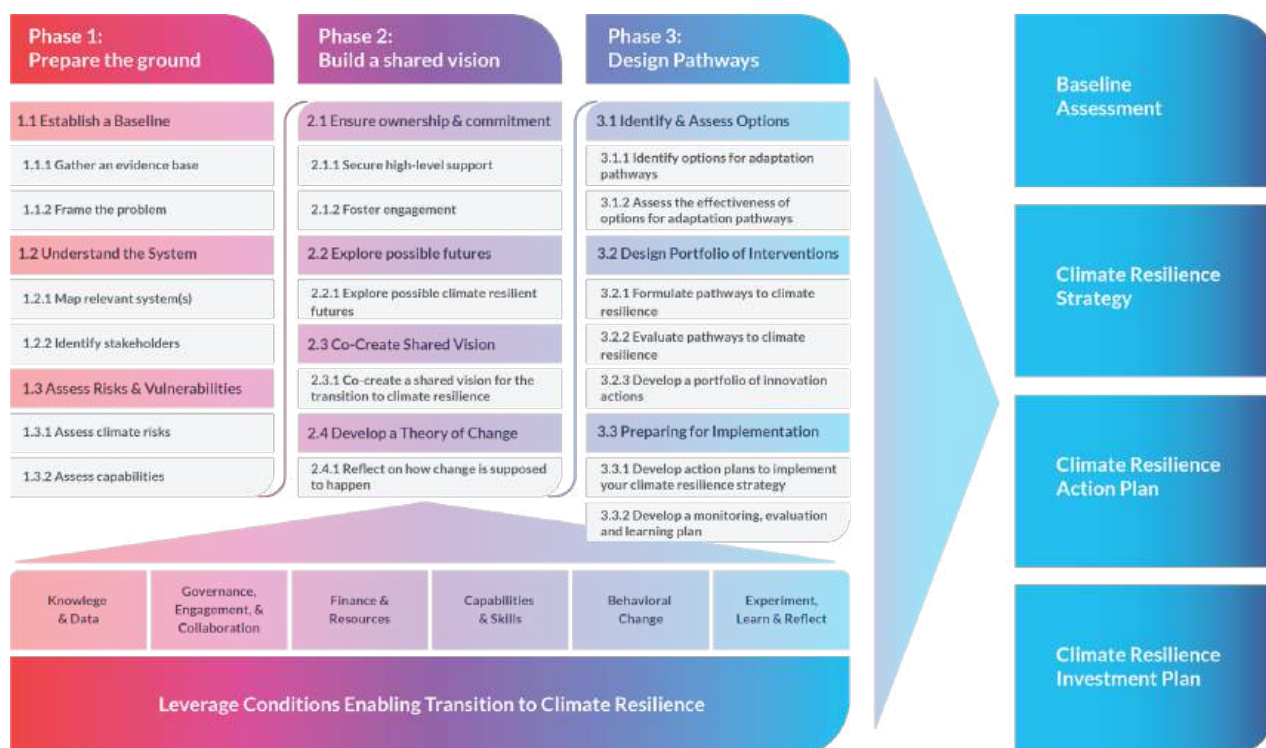 Phase 1:
Prepare the ground
1.1 Establish a Baseline
1.1.1 Gather an evidence base
1.1.2 Frame the problem
1.2 Understand the System
1.2.1 Map relevant system(s)
1.2.2 Identify stakeholders
1.3 Assess Risks & Vulnerabilities
1.3.1 Assess climate risks
1.3.2 Assess capabilities
Phase 2:
Build a shared vision
2.1 Ensure ownership & commitment
2.1.1 Secure high-level support
2.1.2 Foster engagement
2.2 Explore possible futures
2.2.1 Explore possible climate resilient
futures
2.3 Co-Create Shared Vision
2.3.1 Co-create a shared vision for the
transition to climate resilience
2.4 Develop a Theory of Change
2.4.1 Reflect on how change is supposed
to happen
Phase 3:
Design Pathways
3.1 Identify & Assess Options
3.1.1 Identify options for adaptation
pathways
3.1.2 Assess the effectiveness of
options for adaptation pathways
3.2 Design Portfolio of Interventions
3.2.1 Formulate pathways to climate
resilience
3.2.2 Evaluate pathways to climate
resilience
3.2.3 Develop a portfolio of innovation
actions
3.3 Preparing for Implementation
3.3.1 Develop action plans to implement
your climate resilience strategy
3.3.2 Develop a monitoring, evaluation
and learning plan
Knowlege
& Data
Governance,
Engagement, &
Collaboration
Finance &
Resources
Capabilities
& Skills
Behavioral
Change
Experiment,
Learn & Reflect
Leverage Conditions Enabling Transition to Climate Resilience
Baseline
Assessment
Climate Resilience
Strategy
Climate Resilience
Action Plan
Climate Resilience
Investment Plan